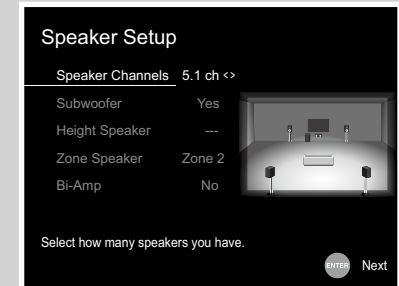 Speaker Setup
Speaker Channels 5.1 ch <>
Subwoofer Yes
Height Speaker ---
Zone Speaker Zone 2
Bi-Amp No
Select how many speakers you have.
ENTER Next